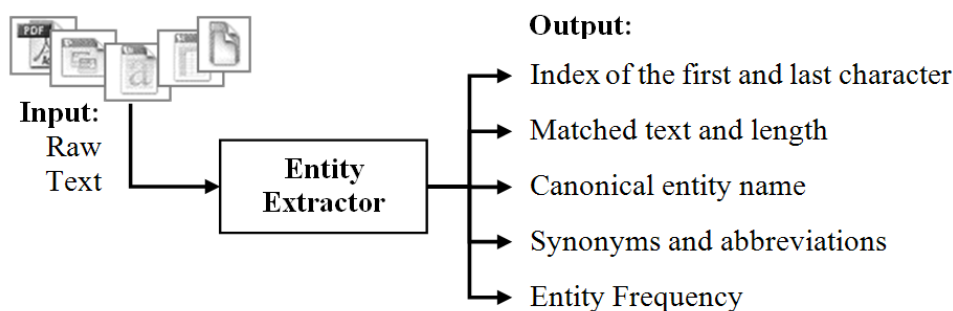 PDF
a
Input:
Raw
Text
Entity
Extractor
Output:
Index of the first and last character
Matched text and length
Canonical entity name
Synonyms and abbreviations
Entity Frequency